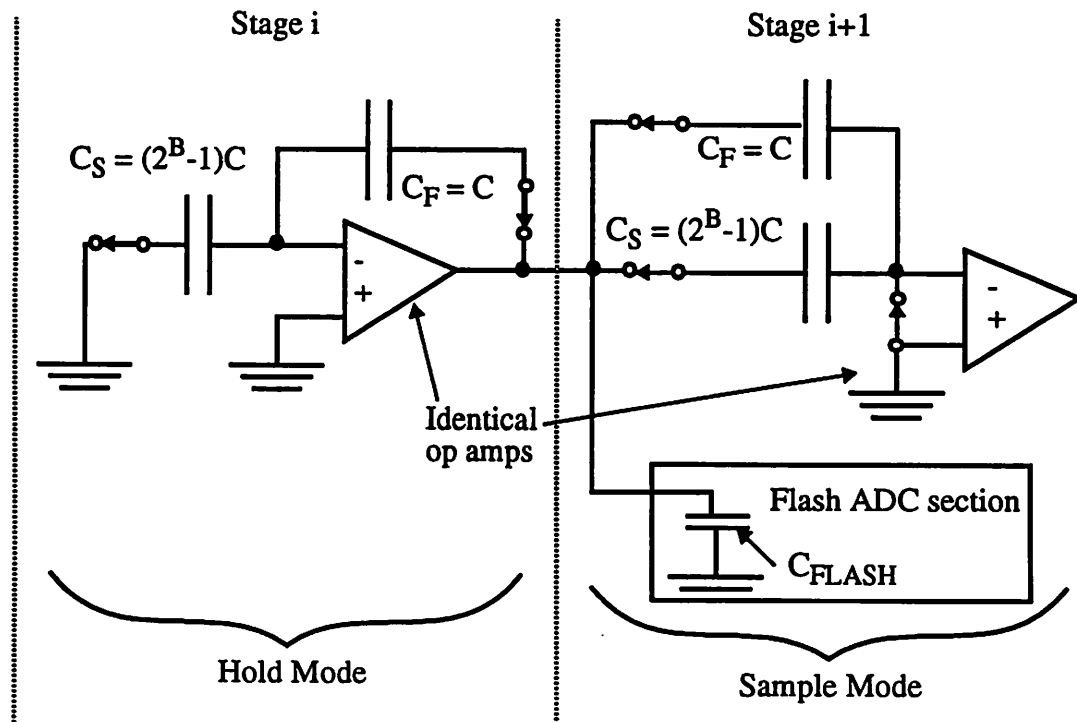 Stage i
Stage i+1
C_S = (2^B-1)C
C_F = C
-
+
C_F = C
C_S = (2^B-1)C
-
+
Identical
op amps
Flash ADC section
C_FLASH
Hold Mode
Sample Mode